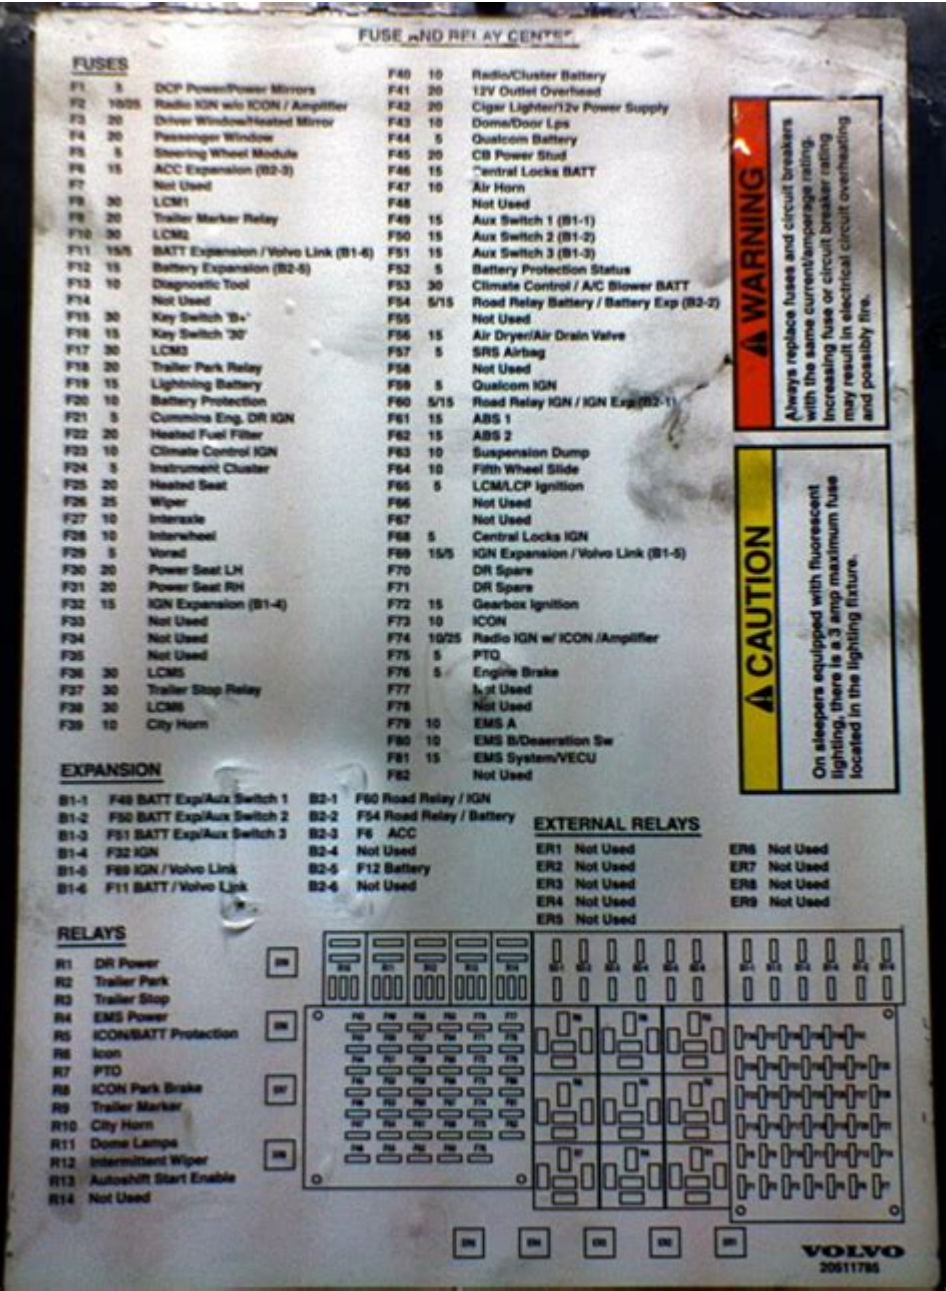 FUSE AND RELAY CENTER
FUSES
F1 5 DCP Power/Power Mirrors
F2 10/25 Radio IGN w/o ICON / Amplifier
F3 20 Driver Window/Heated Mirror
F4 20 Passenger Window
F5 5 Steering Wheel Module
F6 15 ACC Expansion (B2-3)
F7 Not Used
F8 30 LCM1
F9 20 Trailer Marker Relay
F10 30 LCM2
F11 15/5 BATT Expansion / Volvo Link (B1-6)
F12 15 Battery Expansion (B2-5)
F13 10 Diagnostic Tool
F14 Not Used
F15 30 Key Switch 'B+'
F16 15 Key Switch '30'
F17 30 LCM3
F18 20 Trailer Park Relay
F19 15 Lightning Battery
F20 10 Battery Protection
F21 5 Cummins Eng. DR IGN
F22 20 Heated Fuel Filter
F23 10 Climate Control IGN
F24 5 Instrument Cluster
F25 20 Heated Seat
F26 25 Wiper
F27 10 Interaxle
F28 10 Interwheel
F29 5 Vorad
F30 20 Power Seat LH
F31 20 Power Seat RH
F32 15 IGN Expansion (B1-4)
F33 Not Used
F34 Not Used
F35 Not Used
F36 30 LCM5
F37 30 Trailer Stop Relay
F38 30 LCM6
F39 10 City Horn
F40 10 Radio/Cluster Battery
F41 20 12V Outlet Overhead
F42 20 Cigar Lighter/12v Power Supply
F43 10 Dome/Door Lps
F44 5 Qualcom Battery
F45 20 CB Power Stud
F46 15 Central Locks BATT
F47 10 Air Horn
F48 Not Used
F49 15 Aux Switch 1 (B1-1)
F50 15 Aux Switch 2 (B1-2)
F51 15 Aux Switch 3 (B1-3)
F52 5 Battery Protection Status
F53 30 Climate Control / A/C Blower BATT
F54 5/15 Road Relay Battery / Battery Exp (B2-2)
F55 Not Used
F56 15 Air Dryer/Air Drain Valve
F57 5 SRS Airbag
F58 Not Used
F59 5 Qualcom IGN
F60 5/15 Road Relay IGN / IGN Exp (B2-1)
F61 15 ABS 1
F62 15 ABS 2
F63 10 Suspension Dump
F64 10 Fifth Wheel Slide
F65 5 LCM/LCP Ignition
F66 Not Used
F67 Not Used
F68 5 Central Locks IGN
F69 15/5 IGN Expansion / Volvo Link (B1-5)
F70 DR Spare
F71 DR Spare
F72 15 Gearbox Ignition
F73 10 ICON
F74 10/25 Radio IGN w/ ICON /Amplifier
F75 5 PTO
F76 5 Engine Brake
F77 Not Used
F78 Not Used
F79 10 EMS A
F80 10 EMS B/Deaeration Sw
F81 15 EMS System/VECU
F82 Not Used
WARNING
Always replace fuses and circuit breakers
with the same current/amperage rating.
Increasing fuse or circuit breaker rating
may result in electrical circuit overheating
and possibly fire.
CAUTION
On sleepers equipped with fluorescent
lighting, there is a 3 amp maximum fuse
located in the lighting fixture.
EXPANSION
B1-1 F49 BATT Exp/Aux Switch 1
B1-2 F50 BATT Exp/Aux Switch 2
B1-3 F51 BATT Exp/Aux Switch 3
B1-4 F32 IGN
B1-5 F69 IGN / Volvo Link
B1-6 F11 BATT / Volvo Link
B2-1 F60 Road Relay / IGN
B2-2 F54 Road Relay / Battery
B2-3 F6 ACC
B2-4 Not Used
B2-5 F12 Battery
B2-6 Not Used
EXTERNAL RELAYS
ER1 Not Used
ER2 Not Used
ER3 Not Used
ER4 Not Used
ER5 Not Used
ER6 Not Used
ER7 Not Used
ER8 Not Used
ER9 Not Used
RELAYS
R1 DR Power
R2 Trailer Park
R3 Trailer Stop
R4 EMS Power
R5 ICON/BATT Protection
R6 Icon
R7 PTO
R8 ICON Park Brake
R9 Trailer Marker
R10 City Horn
R11 Dome Lamps
R12 Intermittent Wiper
R13 Autoshift Start Enable
R14 Not Used
VOLVO
20511785